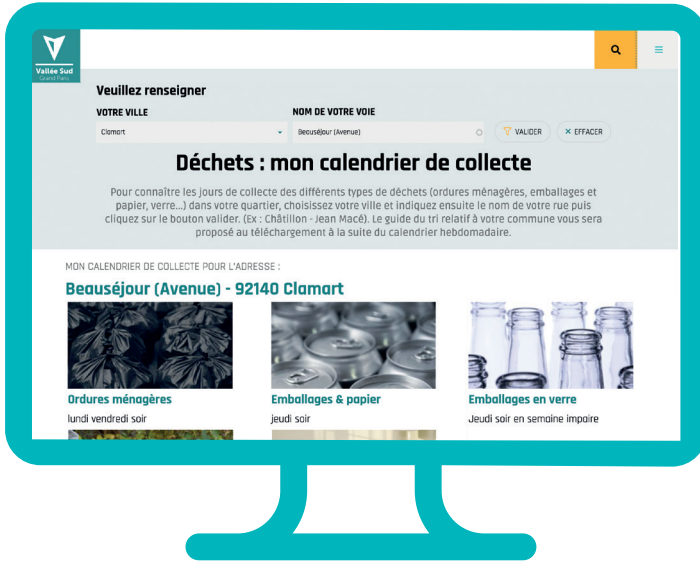 Vallée Sud
Grand Paris
Veuillez renseigner
VOTRE VILLE
NOM DE VOTRE VOIE
Clamart
Beauséjour (Avenue)
VALIDER
EFFACER
Déchets : mon calendrier de collecte
Pour connaître les jours de collecte des différents types de déchets (ordures ménagères, emballages et
papier, verre...) dans votre quartier, choisissez votre ville et indiquez ensuite le nom de votre rue puis
cliquez sur le bouton valider. (Ex : Châtillon - Jean Macé). Le guide du tri relatif à votre commune vous sera
proposé au téléchargement à la suite du calendrier hebdomadaire.
MON CALENDRIER DE COLLECTE POUR L'ADRESSE :
Beauséjour (Avenue) - 92140 Clamart
Ordures ménagères
lundi vendredi soir
Emballages & papier
jeudi soir
Emballages en verre
Jeudi soir en semaine impaire